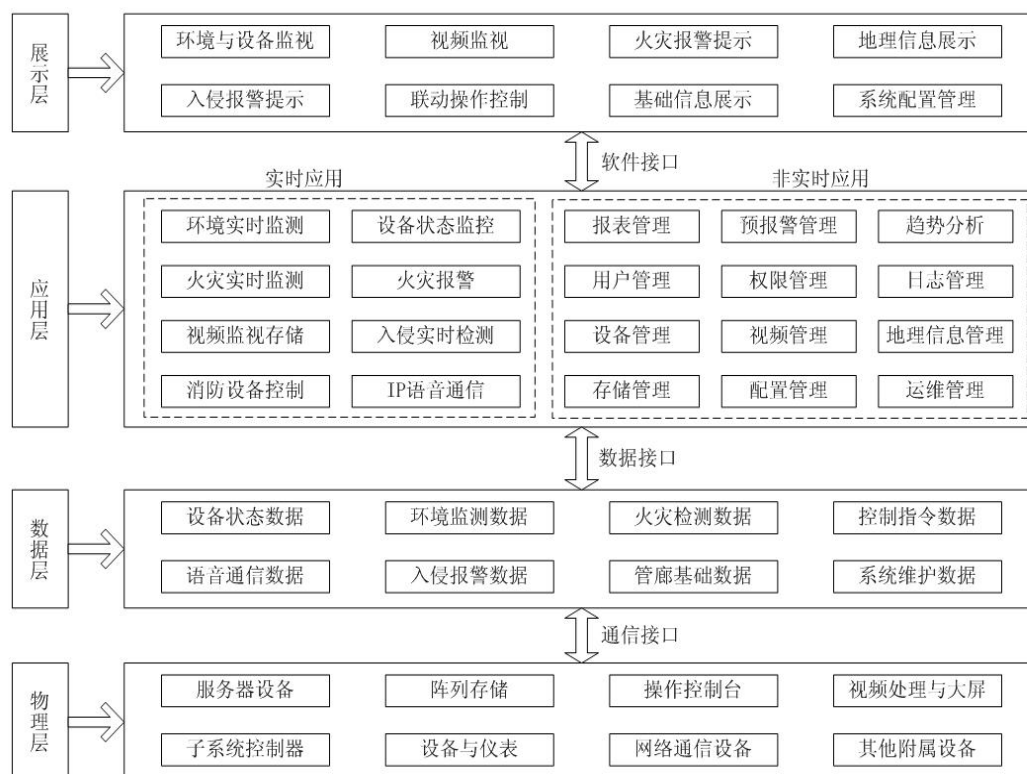 展示层
环境与设备监视 视频监视 火灾报警提示 地理信息展示
入侵报警提示 联动操作控制 基础信息展示 系统配置管理
软件接口
实时应用 非实时应用
应用层
环境实时监测 设备状态监控 报表管理 预报警管理 趋势分析
火灾实时监测 火灾报警 用户管理 权限管理 日志管理
视频监视存储 入侵实时检测 设备管理 视频管理 地理信息管理
消防设备控制 IP语音通信 存储管理 配置管理 运维管理
数据接口
数据层
设备状态数据 环境监测数据 火灾检测数据 控制指令数据
语音通信数据 入侵报警数据 管廊基础数据 系统维护数据
通信接口
物理层
服务器设备 阵列存储 操作控制台 视频处理与大屏
子系统控制器 设备与仪表 网络通信设备 其他附属设备